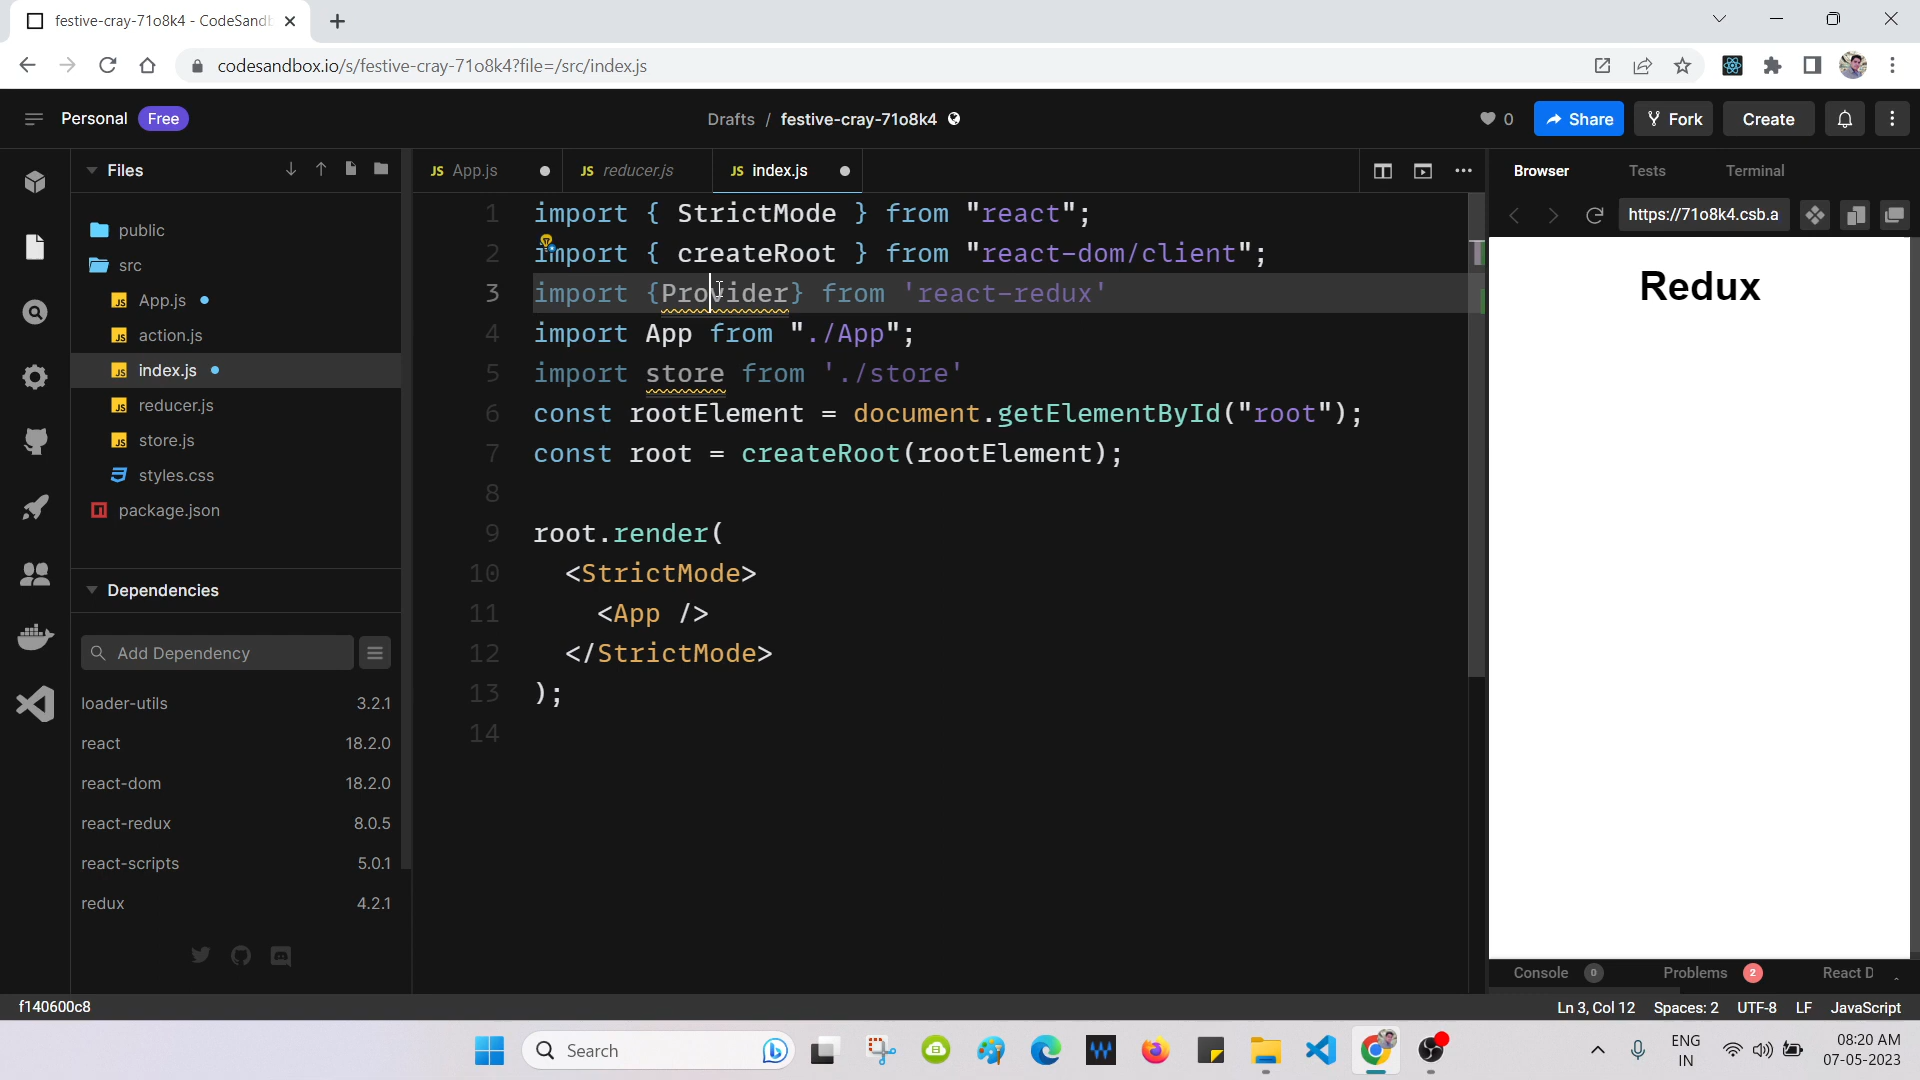 festive-cray-71o8k4 - CodeSand
codesandbox.io/s/festive-cray-71o8k4?file=/src/index.js
Personal Free
Drafts / festive-cray-71o8k4
0 Share Fork Create
Files
public
src
App.js
action.js
index.js
reducer.js
store.js
styles.css
package.json
Dependencies
Add Dependency
loader-utils 3.2.1
react 18.2.0
react-dom 18.2.0
react-redux 8.0.5
react-scripts 5.0.1
redux 4.2.1
JS App.js JS reducer.js JS index.js
1 import { StrictMode } from "react";
2 import { createRoot } from "react-dom/client";
3 import {Provider} from 'react-redux'
4 import App from "./App";
5 import store from './store'
6 const rootElement = document.getElementById("root");
7 const root = createRoot(rootElement);
8
9 root.render(
10 <StrictMode>
11 <App />
12 </StrictMode>
13 );
14
Browser Tests Terminal
https://71o8k4.csb.a
Redux
Console 0 Problems 2 React D
f140600c8
Ln 3, Col 12 Spaces: 2 UTF-8 LF JavaScript
Search
ENG
IN
08:20 AM
07-05-2023